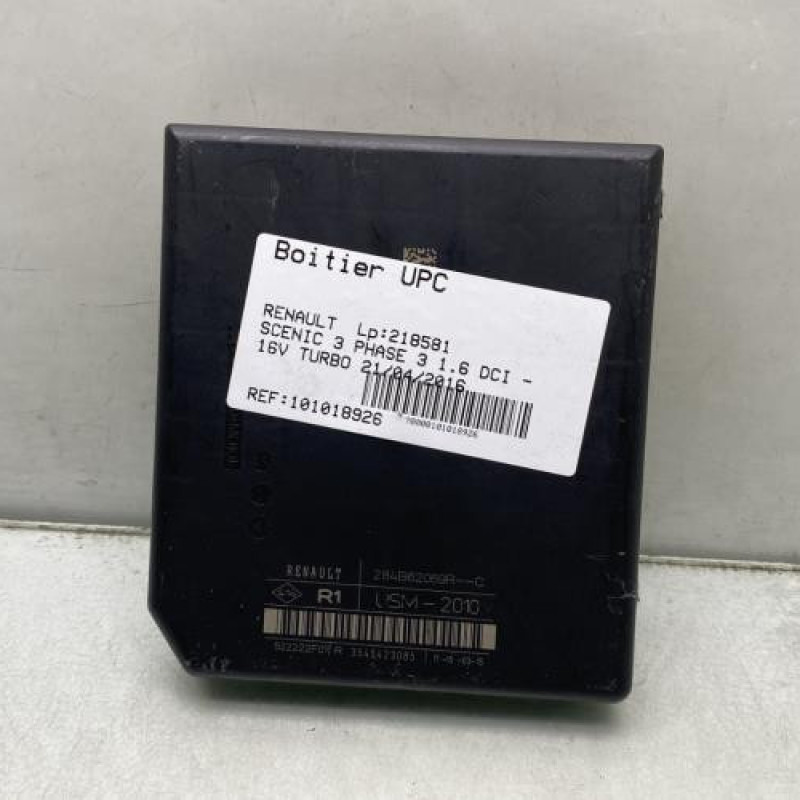 Boitier UPC
RENAULT Lp:218581
SCENIC 3 PHASE 3 1.6 DCI -
16V TURBO 21/04/2016
REF:101018926
RENAULT 284B62069R--C
R1 USM-2010